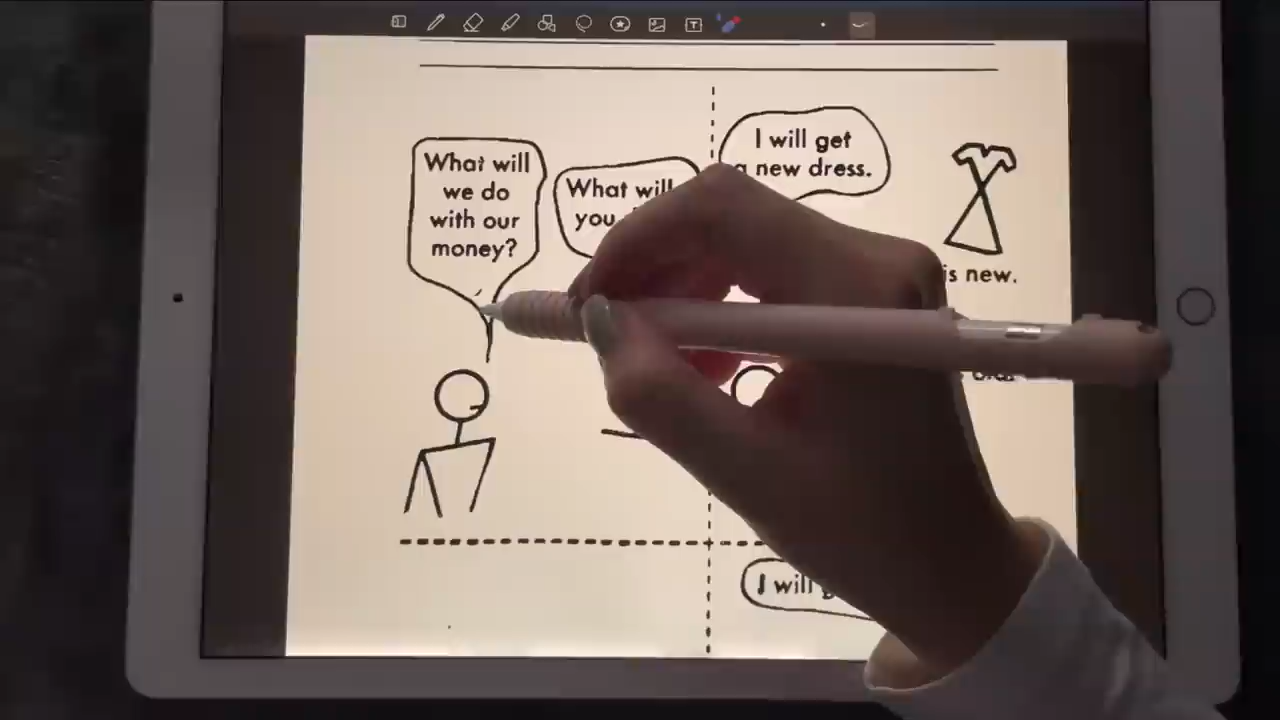 What will
we do
with our
money?
What will
you
I will get
a new dress.
is new.
I will